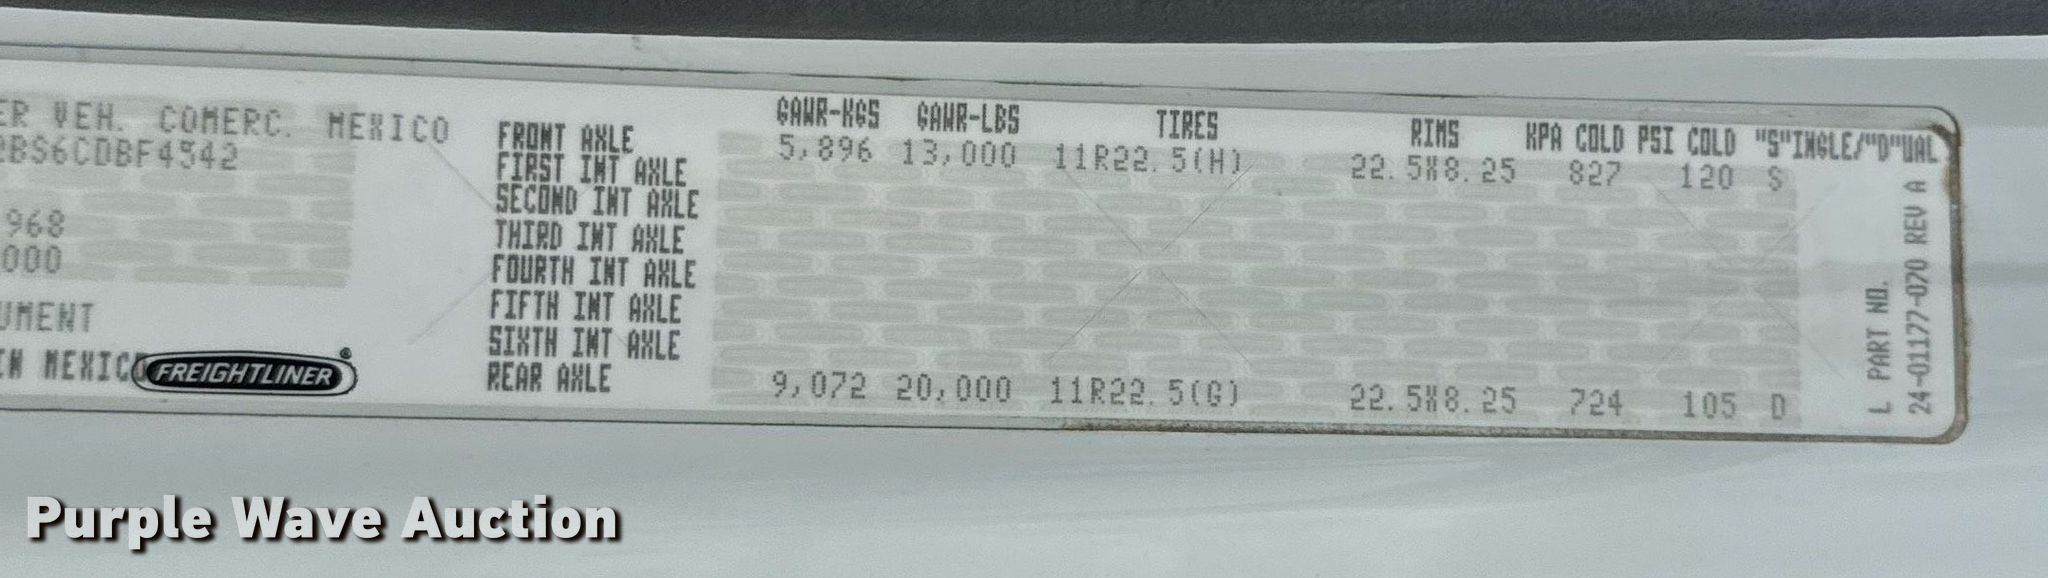 ER VEH. COMERC. MEXICO
2BS6CDBF4542
968
000
UMENT
IN MEXICO
FREIGHTLINER®
GAWR-KGS GAWR-LBS TIRES RIMS KPA COLD PSI COLD "S"INGLE/"D"UAL
FRONT AXLE 5,896 13,000 11R22.5(H) 22.5X8.25 827 120 S
FIRST INT AXLE
SECOND INT AXLE
THIRD INT AXLE
FOURTH INT AXLE
FIFTH INT AXLE
SIXTH INT AXLE
REAR AXLE 9,072 20,000 11R22.5(G) 22.5X8.25 724 105 D
L PART NO.
24-01177-070 REV A
Purple Wave Auction